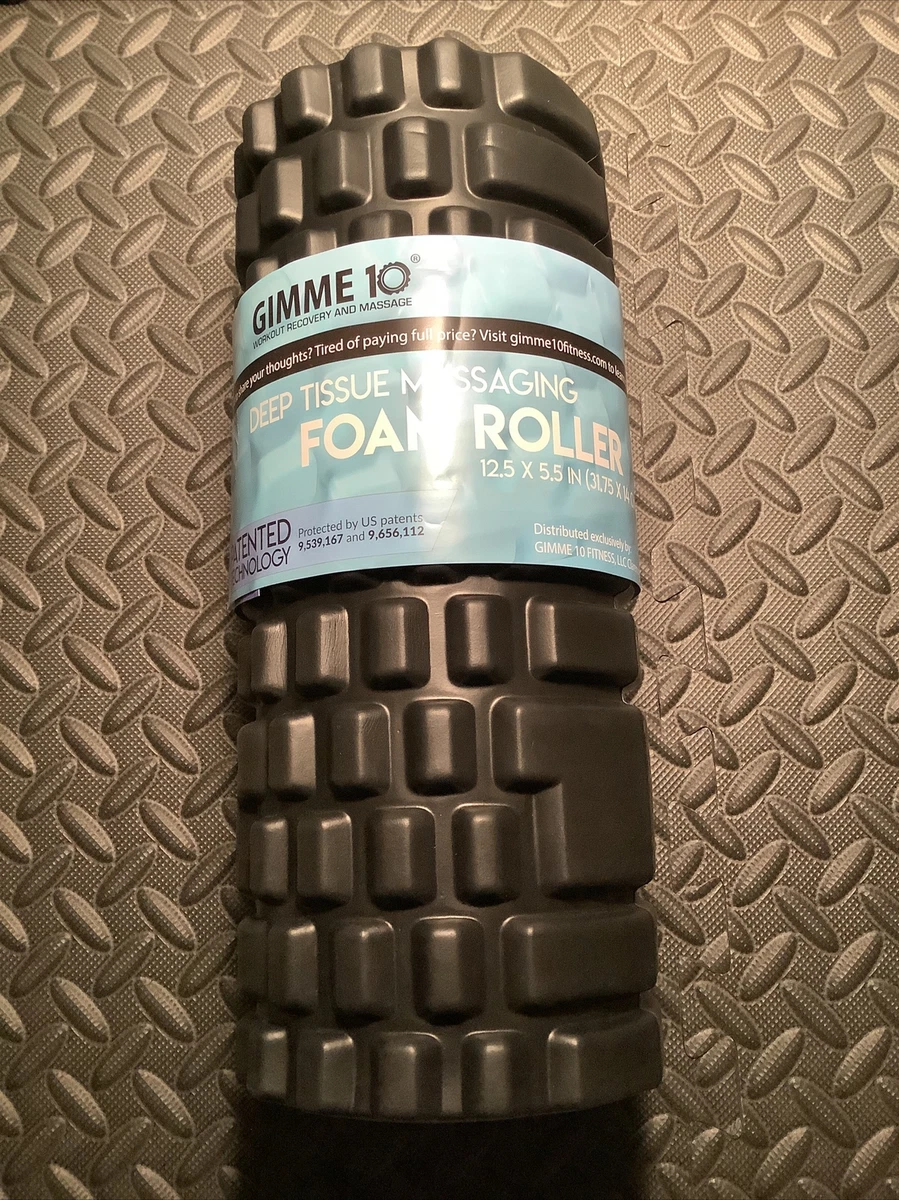 GIMME 10®
WORKOUT RECOVERY AND MASSAGE
share your thoughts? Tired of paying full price? Visit gimme10fitness.com to
DEEP TISSUE MASSAGING
FOAM ROLLER
12.5 X 5.5 IN (31.75 X 14
PATENTED
TECHNOLOGY
Protected by US patents
9,539,167 and 9,656,112
Distributed exclusively by
GIMME 10 FITNESS, LLC